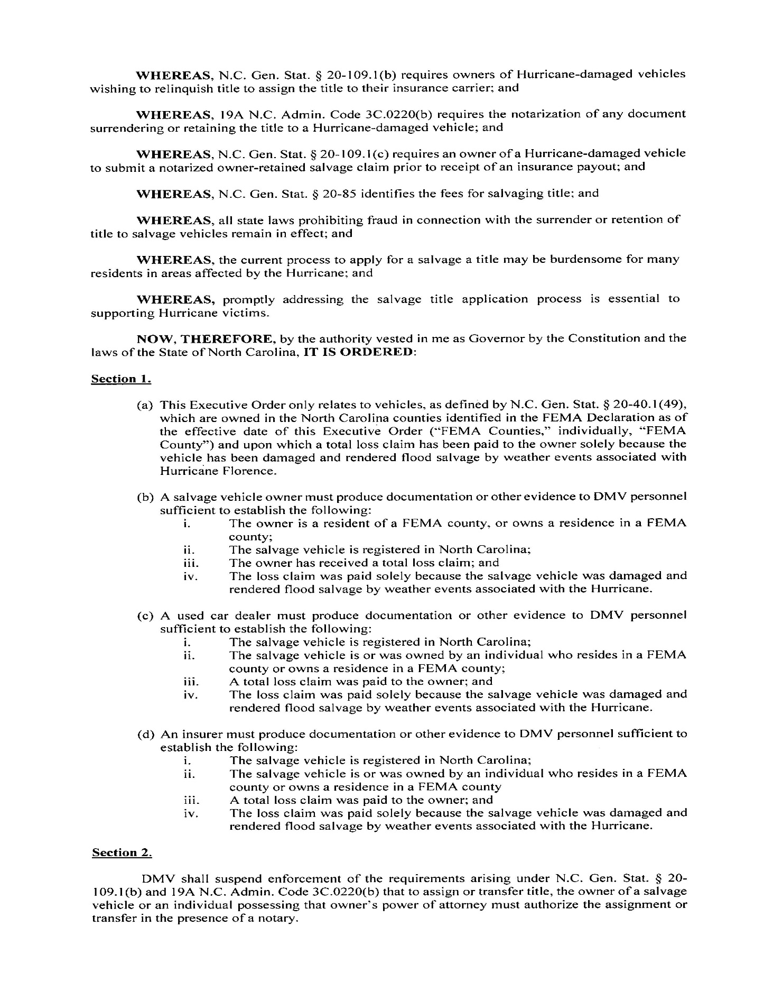 WHEREAS, N.C. Gen. Stat. § 20-109.1(b) requires owners of Hurricane-damaged vehicles
wishing to relinquish title to assign the title to their insurance carrier; and
WHEREAS, 19A N.C. Admin. Code 3C.0220(b) requires the notarization of any document
surrendering or retaining the title to a Hurricane-damaged vehicle; and
WHEREAS, N.C. Gen. Stat. § 20-109.1(c) requires an owner of a Hurricane-damaged vehicle
to submit a notarized owner-retained salvage claim prior to receipt of an insurance payout; and
WHEREAS, N.C. Gen. Stat. § 20-85 identifies the fees for salvaging title; and
WHEREAS, all state laws prohibiting fraud in connection with the surrender or retention of
title to salvage vehicles remain in effect; and
WHEREAS, the current process to apply for a salvage a title may be burdensome for many
residents in areas affected by the Hurricane; and
WHEREAS, promptly addressing the salvage title application process is essential to
supporting Hurricane victims.
NOW, THEREFORE, by the authority vested in me as Governor by the Constitution and the
laws of the State of North Carolina, IT IS ORDERED:
Section 1.
(a) This Executive Order only relates to vehicles, as defined by N.C. Gen. Stat. § 20-40.1(49),
which are owned in the North Carolina counties identified in the FEMA Declaration as of
the effective date of this Executive Order (“FEMA Counties,” individually, “FEMA
County”) and upon which a total loss claim has been paid to the owner solely because the
vehicle has been damaged and rendered flood salvage by weather events associated with
Hurricane Florence.
(b) A salvage vehicle owner must produce documentation or other evidence to DMV personnel
sufficient to establish the following:
i. The owner is a resident of a FEMA county, or owns a residence in a FEMA
county;
ii. The salvage vehicle is registered in North Carolina;
iii. The owner has received a total loss claim; and
iv. The loss claim was paid solely because the salvage vehicle was damaged and
rendered flood salvage by weather events associated with the Hurricane.
(c) A used car dealer must produce documentation or other evidence to DMV personnel
sufficient to establish the following:
i. The salvage vehicle is registered in North Carolina;
ii. The salvage vehicle is or was owned by an individual who resides in a FEMA
county or owns a residence in a FEMA county;
iii. A total loss claim was paid to the owner; and
iv. The loss claim was paid solely because the salvage vehicle was damaged and
rendered flood salvage by weather events associated with the Hurricane.
(d) An insurer must produce documentation or other evidence to DMV personnel sufficient to
establish the following:
i. The salvage vehicle is registered in North Carolina;
ii. The salvage vehicle is or was owned by an individual who resides in a FEMA
county or owns a residence in a FEMA county
iii. A total loss claim was paid to the owner; and
iv. The loss claim was paid solely because the salvage vehicle was damaged and
rendered flood salvage by weather events associated with the Hurricane.
Section 2.
DMV shall suspend enforcement of the requirements arising under N.C. Gen. Stat. § 20-
109.1(b) and 19A N.C. Admin. Code 3C.0220(b) that to assign or transfer title, the owner of a salvage
vehicle or an individual possessing that owner's power of attorney must authorize the assignment or
transfer in the presence of a notary.